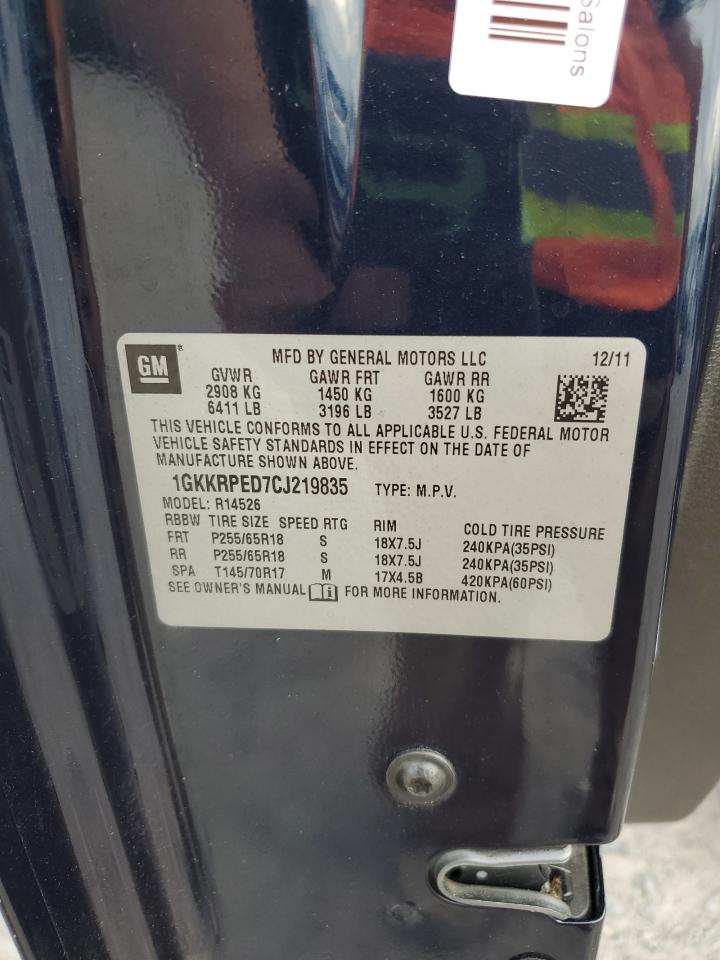 Salons
GM
MFD BY GENERAL MOTORS LLC 12/11
GVWR GAWR FRT GAWR RR
2908 KG 1450 KG 1600 KG
6411 LB 3196 LB 3527 LB
THIS VEHICLE CONFORMS TO ALL APPLICABLE U.S. FEDERAL MOTOR
VEHICLE SAFETY STANDARDS IN EFFECT ON THE DATE OF
MANUFACTURE SHOWN ABOVE.
1GKKRPED7CJ219835 TYPE: M.P.V.
MODEL: R14526
RBBW TIRE SIZE SPEED RTG RIM COLD TIRE PRESSURE
FRT P255/65R18 S 18X7.5J 240KPA(35PSI)
RR P255/65R18 S 18X7.5J 240KPA(35PSI)
SPA T145/70R17 M 17X4.5B 420KPA(60PSI)
SEE OWNER'S MANUAL FOR MORE INFORMATION.